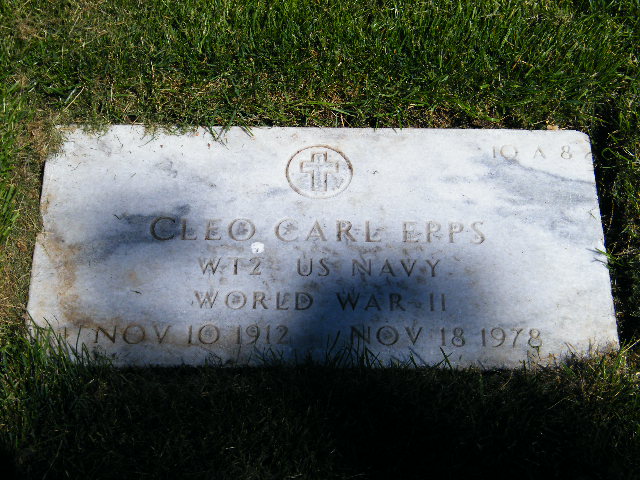 10 A 8
CLEO CARL EPPS
WT2 US NAVY
WORLD WAR II
NOV 10 1912 NOV 18 1978